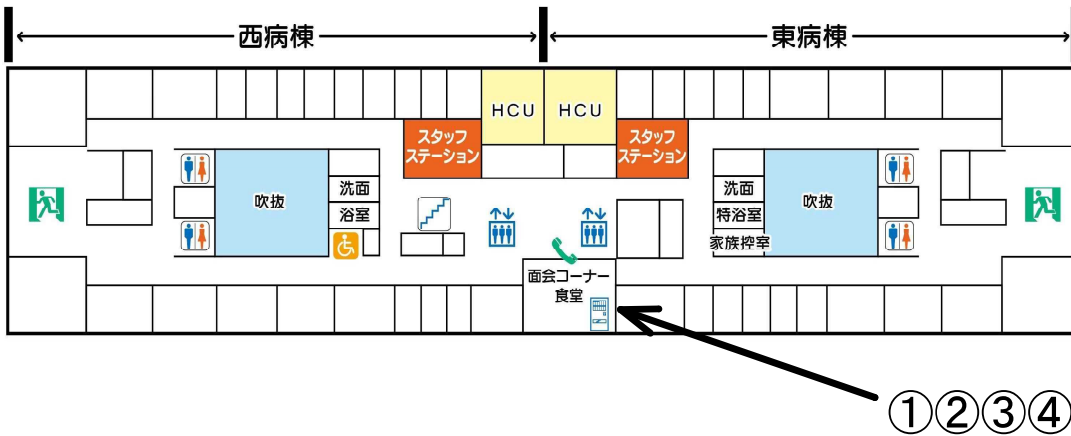 西病棟
東病棟
HCU
HCU
スタッフ
ステーション
スタッフ
ステーション
吹抜
洗面
浴室
洗面
特浴室
家族控室
吹抜
面会コーナー
食堂
①②③④